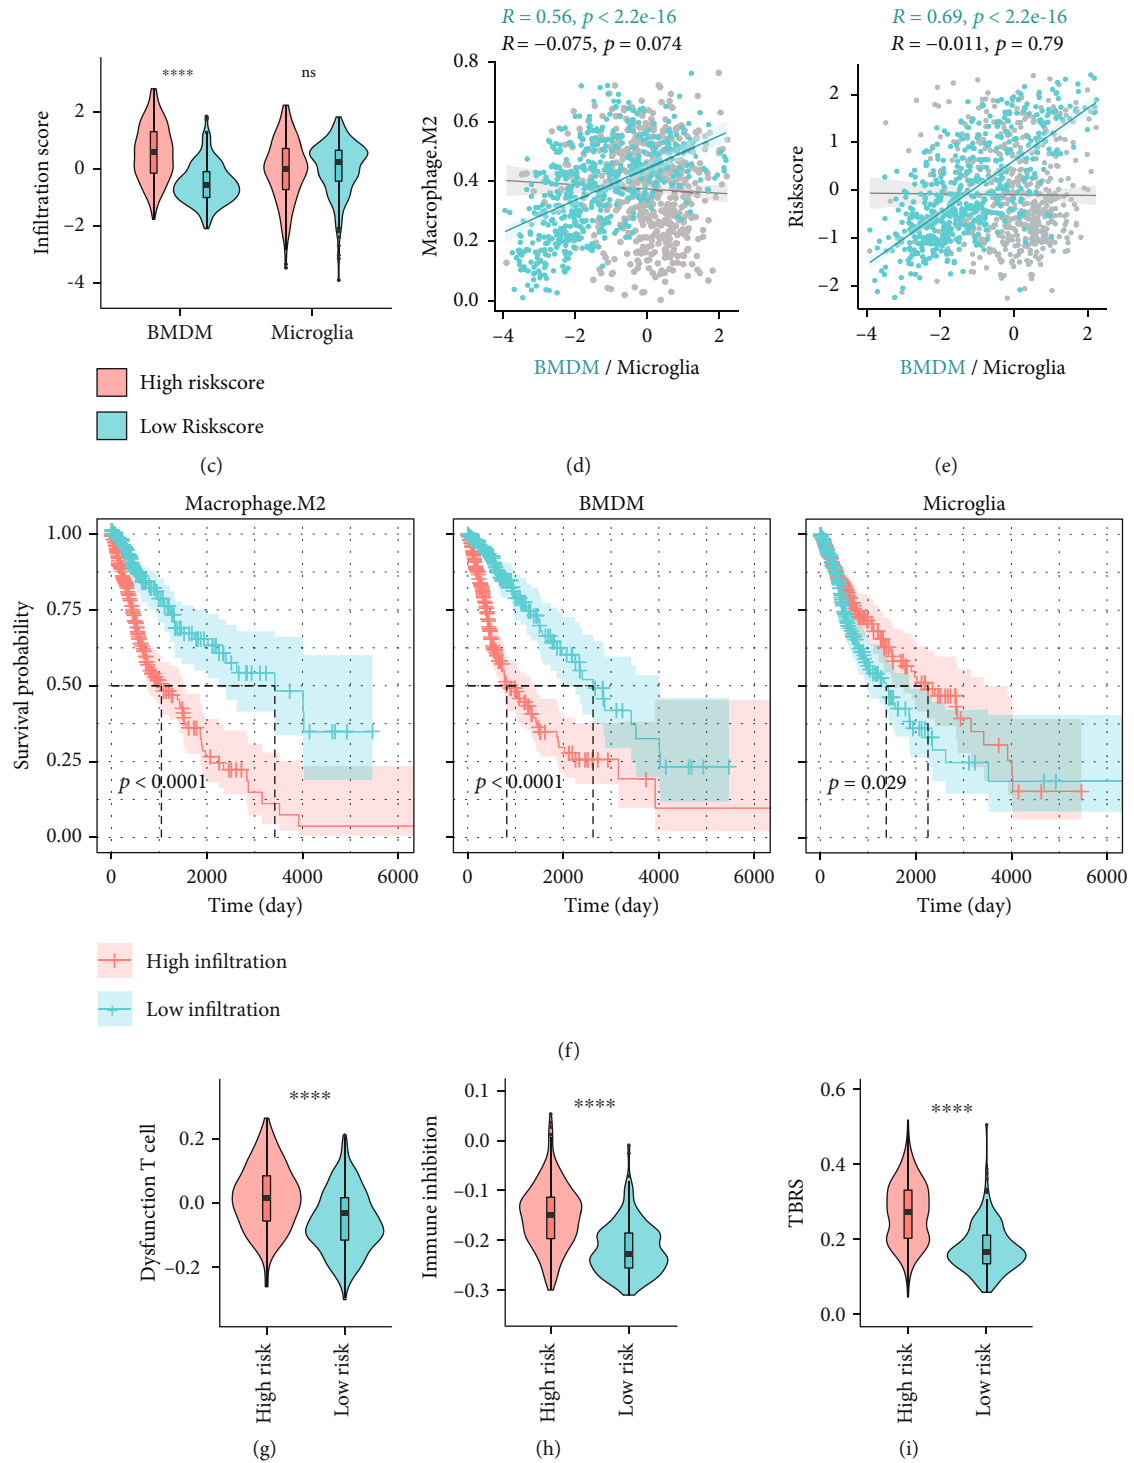 R = 0.56, p < 2.2e-16
R = −0.075, p = 0.074
R = 0.69, p < 2.2e-16
R = −0.011, p = 0.79
Infiltration score
2
0
−2
−4
****
ns
BMDM
Microglia
High riskscore
Low Riskscore
(c)
Macrophage.M2
0.8
0.6
0.4
0.2
0.0
−4
−2
0
2
BMDM / Microglia
(d)
Riskscore
2
1
0
−1
−2
−4
−2
0
2
BMDM / Microglia
(e)
Macrophage.M2
BMDM
Microglia
Survival probability
1.00
0.75
0.50
0.25
0.00
p < 0.0001
p < 0.0001
p = 0.029
0
2000
4000
6000
0
2000
4000
6000
0
2000
4000
6000
Time (day)
Time (day)
Time (day)
High infiltration
Low infiltration
(f)
Dysfunction T cell
0.2
0.0
−0.2
****
High risk
Low risk
(g)
Immune inhibition
0.1
0.0
−0.1
−0.2
−0.3
****
High risk
Low risk
(h)
TBRS
0.6
0.4
0.2
0.0
****
High risk
Low risk
(i)